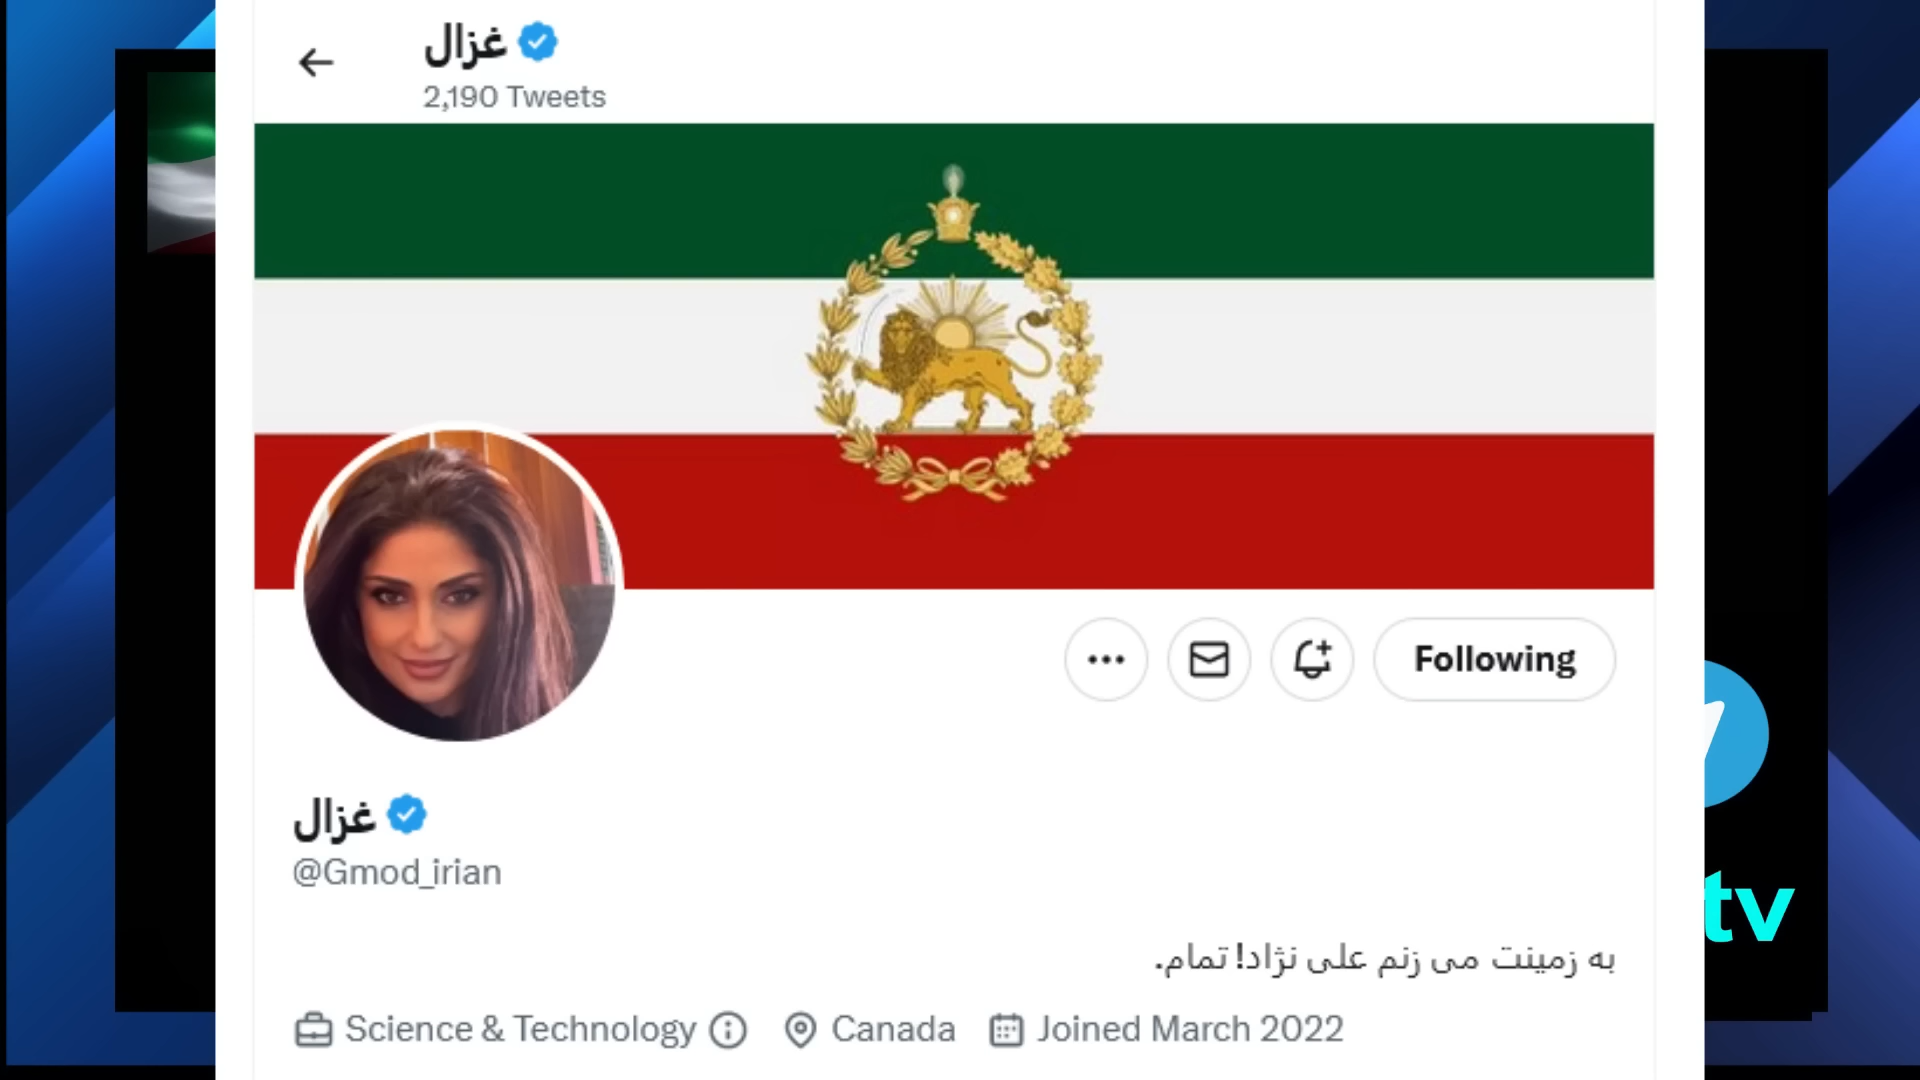 غزال
2,190 Tweets
Following
غزال
@Gmod_irian
به زمینت می زنم علی نژاد! تمام.
Science & Technology
Canada
Joined March 2022
tv